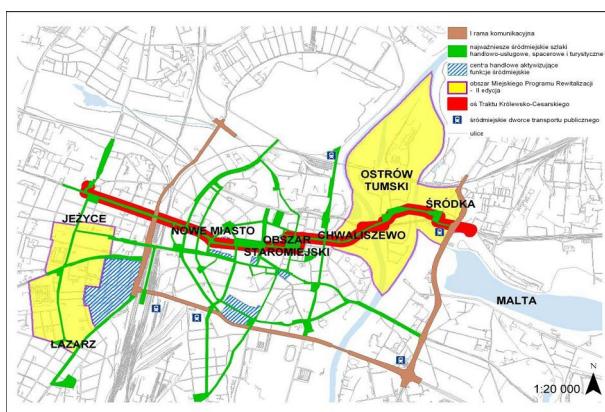 I rama komunikacyjna
najważniejsze śródmiejskie szlaki
handlowo-usługowe, spacerowe i turystyczne
centra handlowe aktywizujące
funkcje śródmiejskie
obszar Miejskiego Programu Rewitalizacji
- II edycja
oś Traktu Królewsko-Cesarskiego
śródmiejskie dworce transportu publicznego
ulice
OSTRÓW
TUMSKI
ŚRÓDKA
JEŻYCE
NOWE MIASTO
OBSZAR
STAROMIEJSKI
CHWALISZEWO
MALTA
ŁAZARZ
1:20 000
N